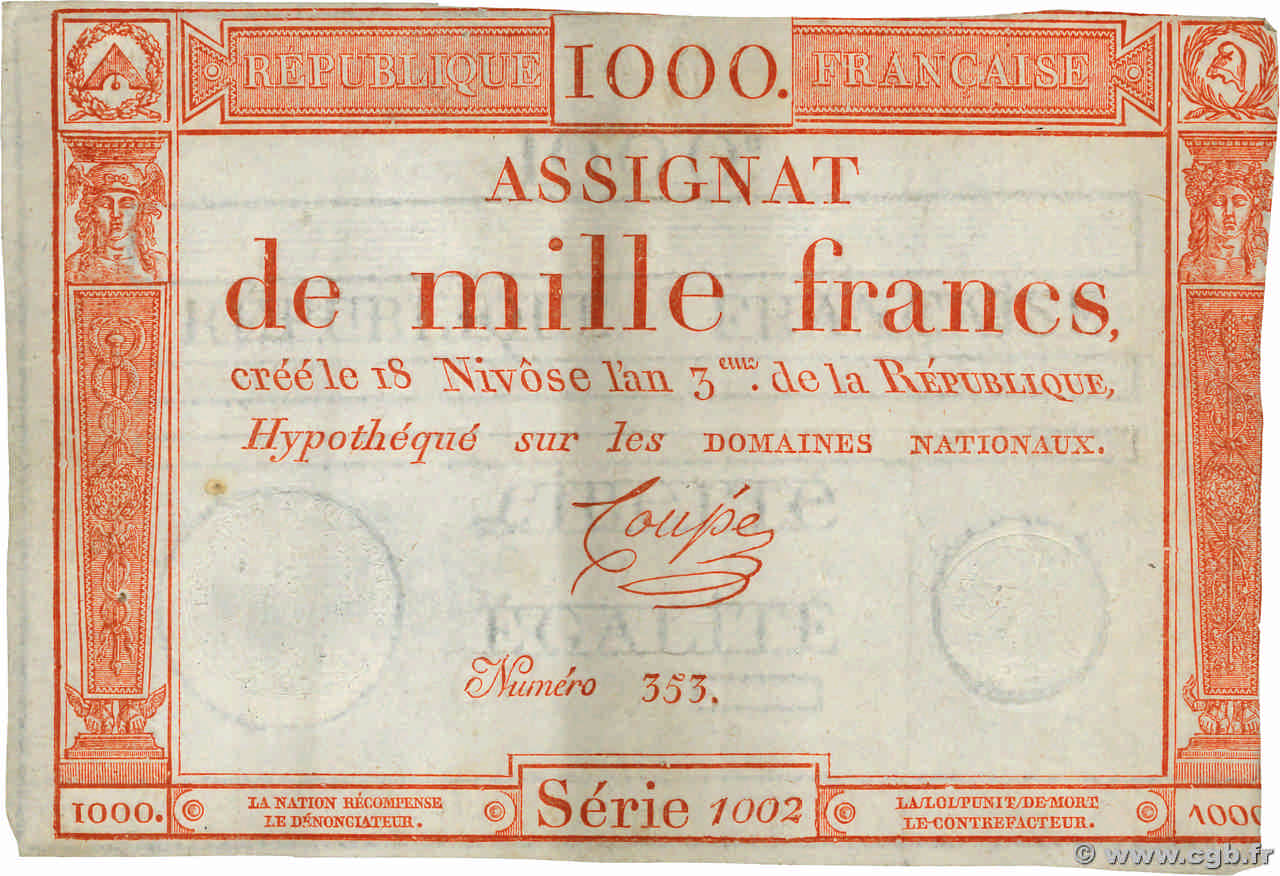 RÉPUBLIQUE 1000. FRANÇAISE
ASSIGNAT
de mille francs,
créé le 18 Nivôse l'an 3eme. de la RÉPUBLIQUE,
Hypothéqué sur les DOMAINES NATIONAUX.
Coupé
Numéro 353.
1000.
LA NATION RÉCOMPENSE
LE DÉNONCIATEUR.
Série 1002
LA LOI PUNIT DE MORT
LE CONTREFACTEUR.
1000
© www.cgb.fr